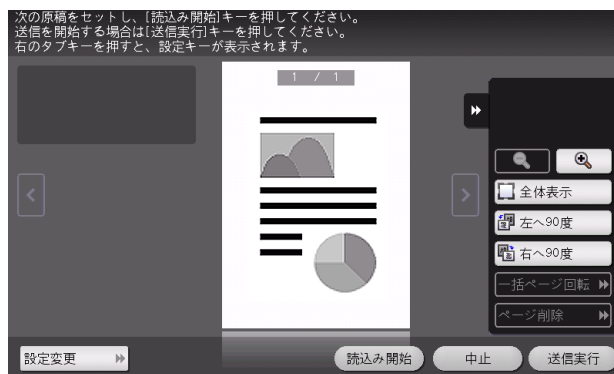 次の原稿をセットし、[読込み開始]キーを押してください。
送信を開始する場合は[送信実行]キーを押してください。
右のタブキーを押すと、設定キーが表示されます。
1 / 1
全体表示
左へ90度
右へ90度
一括ページ回転
ページ削除
設定変更
読込み開始
中止
送信実行